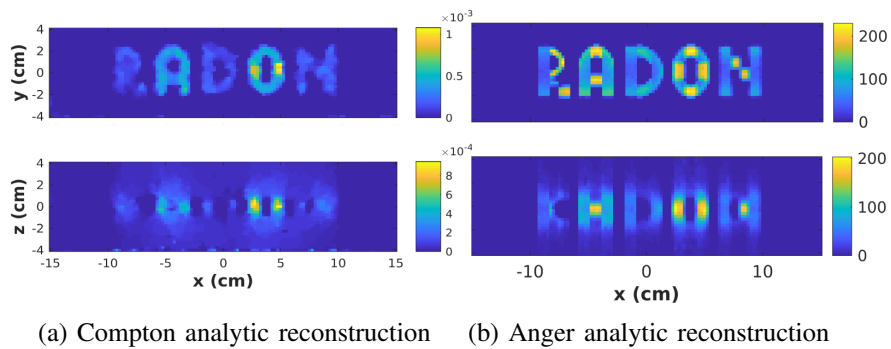 ×10⁻³
4
2
0
-2
-4
y (cm)
RADON
1
0.5
0
RADON
200
100
0
×10⁻⁴
4
2
0
-2
-4
z (cm)
8
6
4
2
0
200
100
0
-15 -10 -5 0 5 10 15
x (cm)
-10 0 10
x (cm)
(a) Compton analytic reconstruction (b) Anger analytic reconstruction